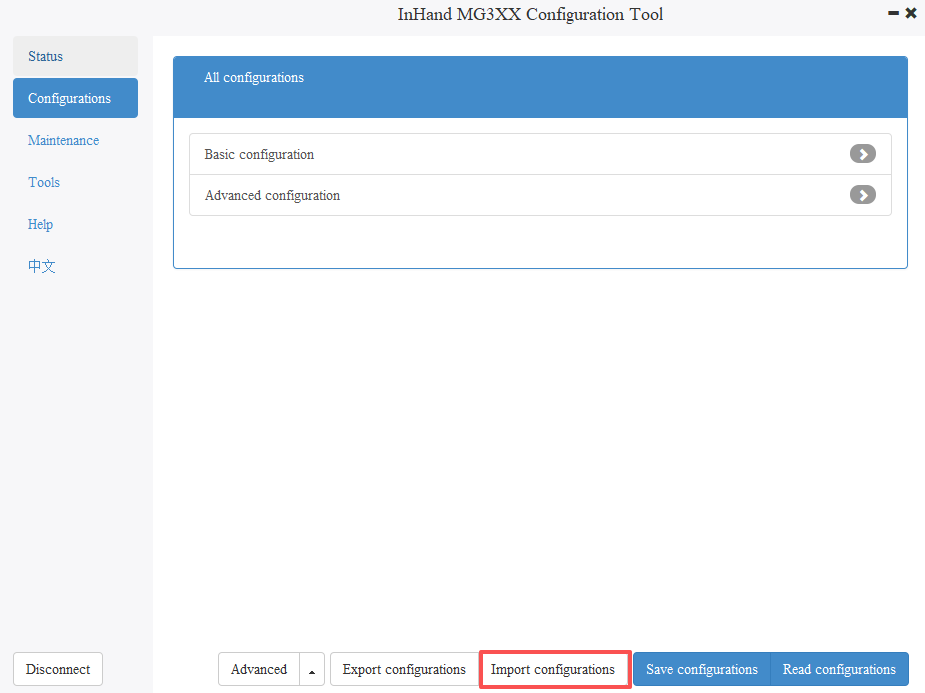 InHand MG3XX Configuration Tool
Status
Configurations
Maintenance
Tools
Help
中文
All configurations
Basic configuration
Advanced configuration
Disconnect
Advanced
Export configurations
Import configurations
Save configurations
Read configurations